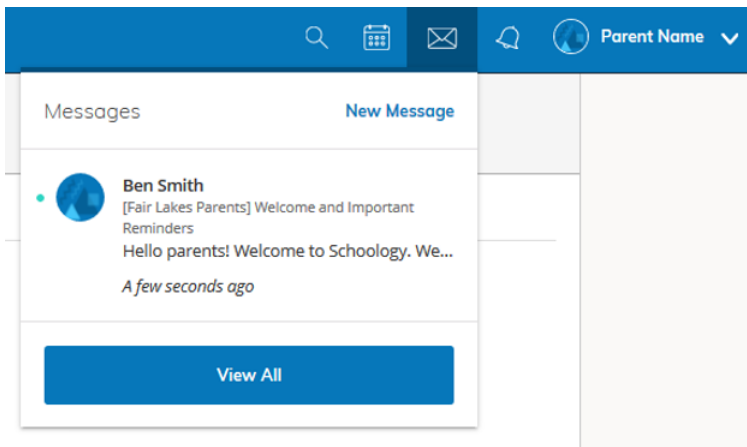 Parent Name
Messages
New Message
Ben Smith
[Fair Lakes Parents] Welcome and Important
Reminders
Hello parents! Welcome to Schoology. We...
A few seconds ago
View All